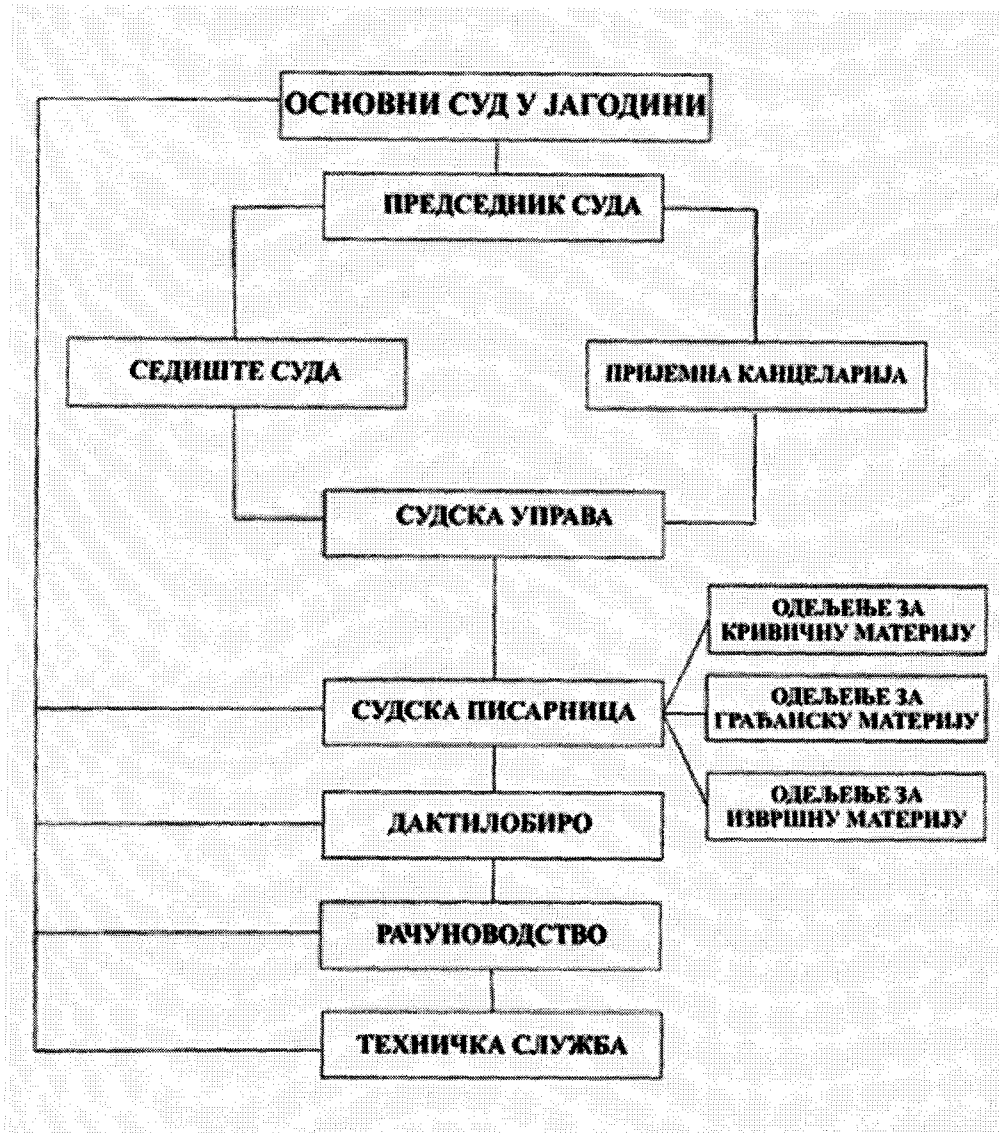 ОСНОВНИ СУД У ЈАГОДИНИ
ПРЕДСЕДНИК СУДА
СЕДИШТЕ СУДА
ПРИЈЕМНА КАНЦЕЛАРИЈА
СУДСКА УПРАВА
ОДЕЉЕЊЕ ЗА
КРИВИЧНУ МАТЕРИЈУ
СУДСКА ПИСАРНИЦА
ОДЕЉЕЊЕ ЗА
ГРАЂАНСКУ МАТЕРИЈУ
ОДЕЉЕЊЕ ЗА
ИЗВРШНУ МАТЕРИЈУ
ДАКТИЛОБИРО
РАЧУНОВОДСТВО
ТЕХНИЧКА СЛУЖБА